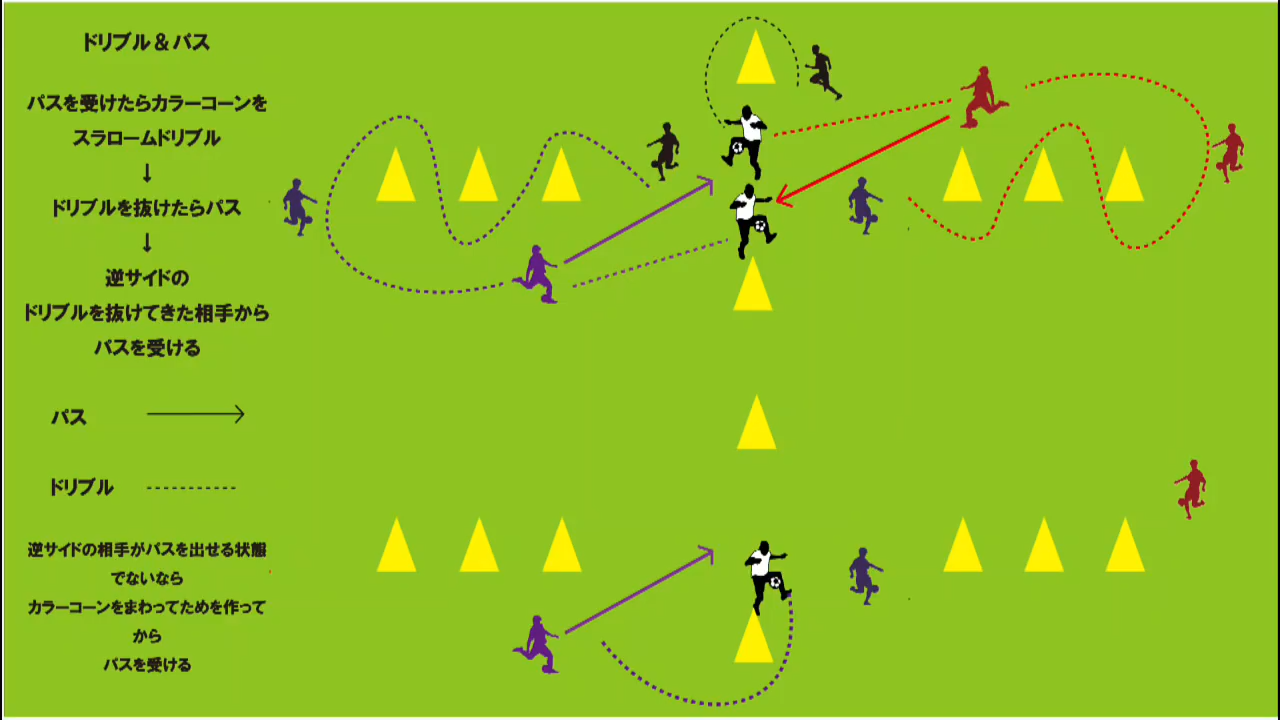 ドリブル＆パス
パスを受けたらカラーコーンを
スラロームドリブル
↓
ドリブルを抜けたらパス
↓
逆サイドの
ドリブルを抜けてきた相手から
パスを受ける
パス
ドリブル
逆サイドの相手がパスを出せる状態
でないなら
カラーコーンをまわってためを作って
から
パスを受ける